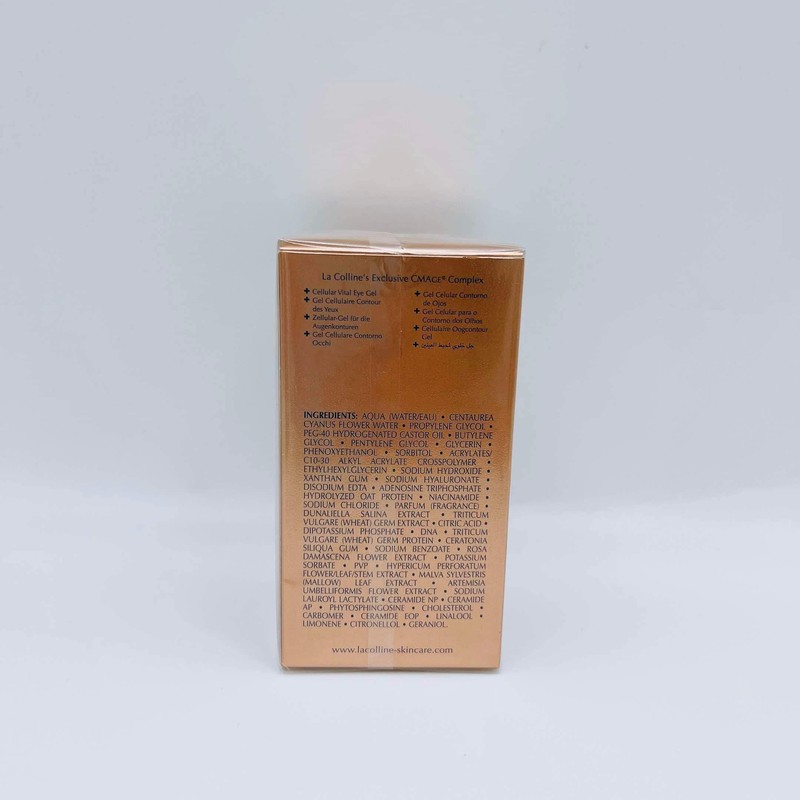 La Colline's Exclusive CMAGE® Complex
✚ Cellular Vital Eye Gel
✚ Gel Cellulaire Contour
des Yeux
✚ Zellular-Gel für die
Augenkonturen
✚ Gel Cellulare Contorno
Occhi
✚ Gel Celular Contorno
de Ojos
✚ Gel Celular para o
Contorno dos Olhos
✚ Cellulaire Oogcontour
Gel
INGREDIENTS: AQUA (WATER/EAU) • CENTAUREA
CYANUS FLOWER WATER • PROPYLENE GLYCOL •
PEG-40 HYDROGENATED CASTOR OIL • BUTYLENE
GLYCOL • PENTYLENE GLYCOL • GLYCERIN •
PHENOXYETHANOL • SORBITOL • ACRYLATES/
C10-30 ALKYL ACRYLATE CROSSPOLYMER •
ETHYLHEXYLGLYCERIN • SODIUM HYDROXIDE •
XANTHAN GUM • SODIUM HYALURONATE •
DISODIUM EDTA • ADENOSINE TRIPHOSPHATE •
HYDROLYZED OAT PROTEIN • NIACINAMIDE •
SODIUM CHLORIDE • PARFUM (FRAGRANCE) •
DUNALIELLA SALINA EXTRACT • TRITICUM
VULGARE (WHEAT) GERM EXTRACT • CITRIC ACID •
DIPOTASSIUM PHOSPHATE • DNA • TRITICUM
VULGARE (WHEAT) GERM PROTEIN • CERATONIA
SILIQUA GUM • SODIUM BENZOATE • ROSA
DAMASCENA FLOWER EXTRACT • POTASSIUM
SORBATE • PVP • HYPERICUM PERFORATUM
FLOWER/LEAF/STEM EXTRACT • MALVA SYLVESTRIS
(MALLOW) LEAF EXTRACT • ARTEMISIA
UMBELLIFORMIS FLOWER EXTRACT • SODIUM
LAUROYL LACTYLATE • CERAMIDE NP • CERAMIDE
AP • PHYTOSPHINGOSINE • CHOLESTEROL •
CARBOMER • CERAMIDE EOP • LINALOOL •
LIMONENE • CITRONELLOL • GERANIOL.
www.lacolline-skincare.com